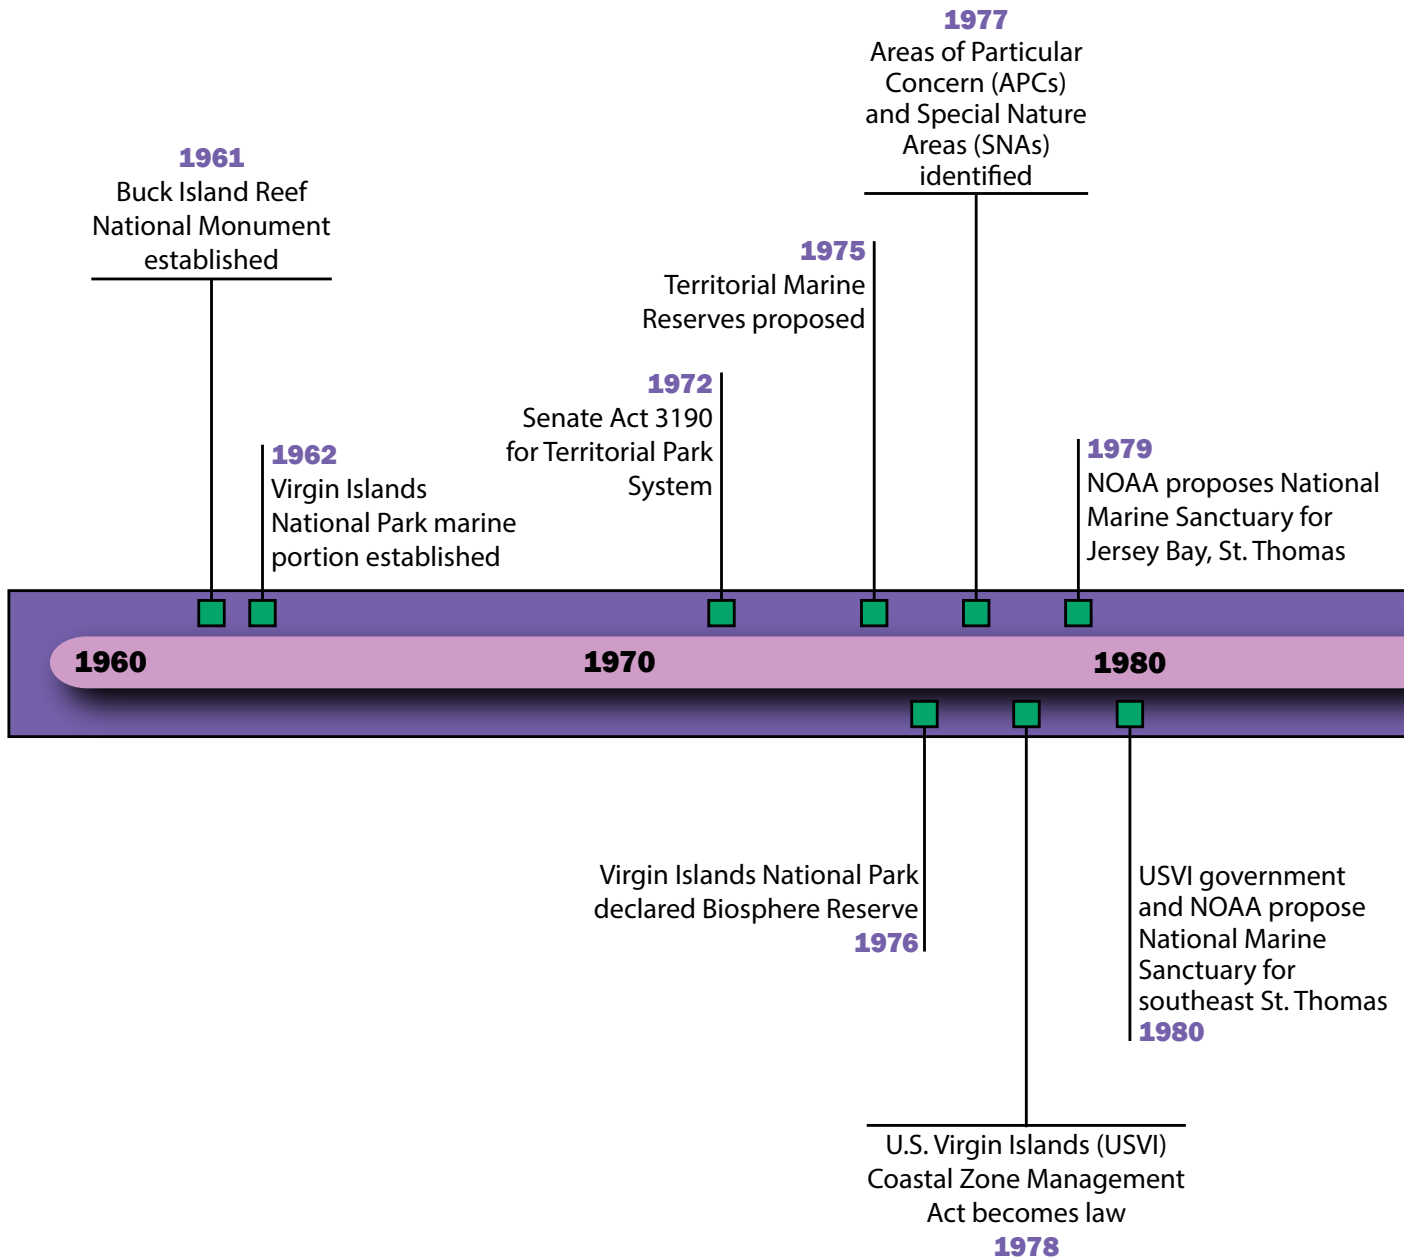 1977
Areas of Particular
Concern (APCs)
and Special Nature
Areas (SNAs)
identified
1961
Buck Island Reef
National Monument
established
1975
Territorial Marine
Reserves proposed
1972
Senate Act 3190
for Territorial Park
System
1962
Virgin Islands
National Park marine
portion established
1979
NOAA proposes National
Marine Sanctuary for
Jersey Bay, St. Thomas
1960
1970
1980
Virgin Islands National Park
declared Biosphere Reserve
1976
USVI government
and NOAA propose
National Marine
Sanctuary for
southeast St. Thomas
1980
U.S. Virgin Islands (USVI)
Coastal Zone Management
Act becomes law
1978